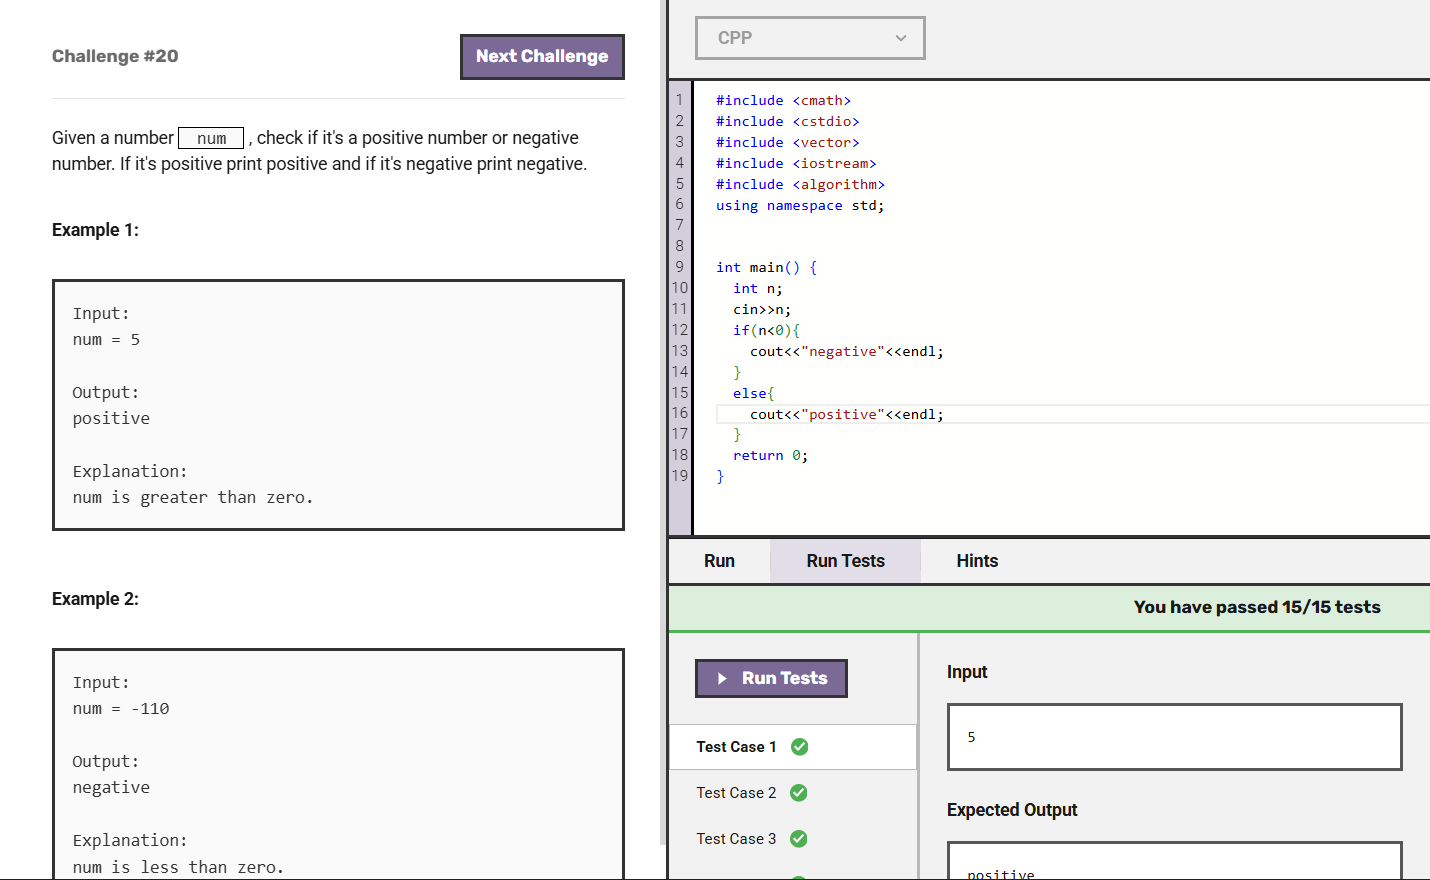 Challenge #20
Next Challenge
Given a number num , check if it's a positive number or negative
number. If it's positive print positive and if it's negative print negative.
Example 1:
Input:
num = 5
Output:
positive
Explanation:
num is greater than zero.
Example 2:
Input:
num = -110
Output:
negative
Explanation:
num is less than zero.
CPP
1 #include <cmath>
2 #include <cstdio>
3 #include <vector>
4 #include <iostream>
5 #include <algorithm>
6 using namespace std;
7
8
9 int main() {
10 int n;
11 cin>>n;
12 if(n<0){
13 cout<<"negative"<<endl;
14 }
15 else{
16 cout<<"positive"<<endl;
17 }
18 return 0;
19 }
Run Run Tests Hints
You have passed 15/15 tests
Run Tests
Test Case 1
Test Case 2
Test Case 3
Input
5
Expected Output
positive